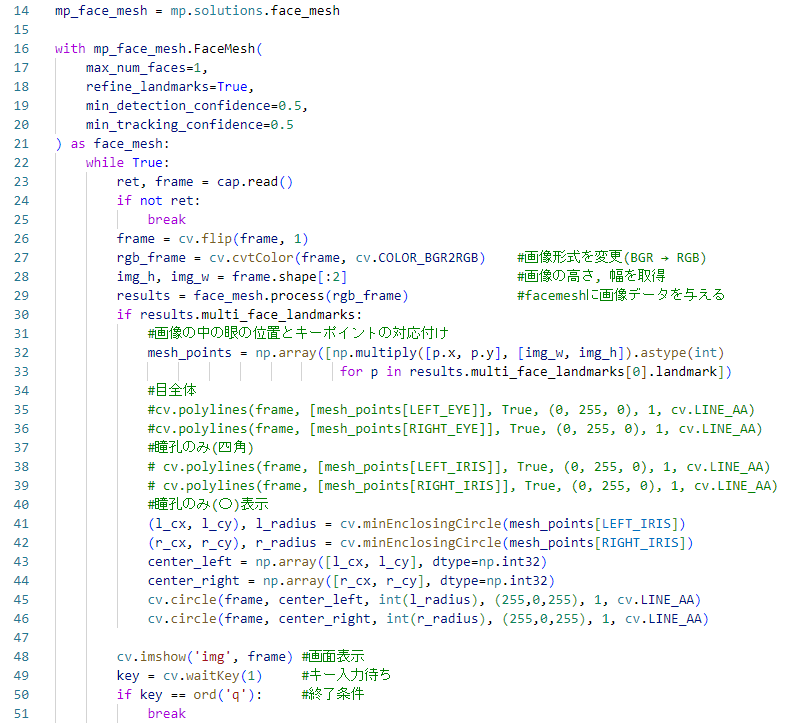 14 mp_face_mesh = mp.solutions.face_mesh
15
16 with mp_face_mesh.FaceMesh(
17     max_num_faces=1,
18     refine_landmarks=True,
19     min_detection_confidence=0.5,
20     min_tracking_confidence=0.5
21 ) as face_mesh:
22     while True:
23         ret, frame = cap.read()
24         if not ret:
25             break
26         frame = cv.flip(frame, 1)
27         rgb_frame = cv.cvtColor(frame, cv.COLOR_BGR2RGB)    #画像形式を変更(BGR → RGB)
28         img_h, img_w = frame.shape[:2]                      #画像の高さ, 幅を取得
29         results = face_mesh.process(rgb_frame)              #facemeshに画像データを与える
30         if results.multi_face_landmarks:
31             #画像の中の眼の位置とキーポイントの対応付け
32             mesh_points = np.array([np.multiply([p.x, p.y], [img_w, img_h]).astype(int)
33                                      for p in results.multi_face_landmarks[0].landmark])
34             #目全体
35             #cv.polylines(frame, [mesh_points[LEFT_EYE]], True, (0, 255, 0), 1, cv.LINE_AA)
36             #cv.polylines(frame, [mesh_points[RIGHT_EYE]], True, (0, 255, 0), 1, cv.LINE_AA)
37             #瞳孔のみ(四角)
38             # cv.polylines(frame, [mesh_points[LEFT_IRIS]], True, (0, 255, 0), 1, cv.LINE_AA)
39             # cv.polylines(frame, [mesh_points[RIGHT_IRIS]], True, (0, 255, 0), 1, cv.LINE_AA)
40             #瞳孔のみ(〇)表示
41             (l_cx, l_cy), l_radius = cv.minEnclosingCircle(mesh_points[LEFT_IRIS])
42             (r_cx, r_cy), r_radius = cv.minEnclosingCircle(mesh_points[RIGHT_IRIS])
43             center_left = np.array([l_cx, l_cy], dtype=np.int32)
44             center_right = np.array([r_cx, r_cy], dtype=np.int32)
45             cv.circle(frame, center_left, int(l_radius), (255,0,255), 1, cv.LINE_AA)
46             cv.circle(frame, center_right, int(r_radius), (255,0,255), 1, cv.LINE_AA)
47
48         cv.imshow('img', frame) #画面表示
49         key = cv.waitKey(1)     #キー入力待ち
50         if key == ord('q'):     #終了条件
51             break